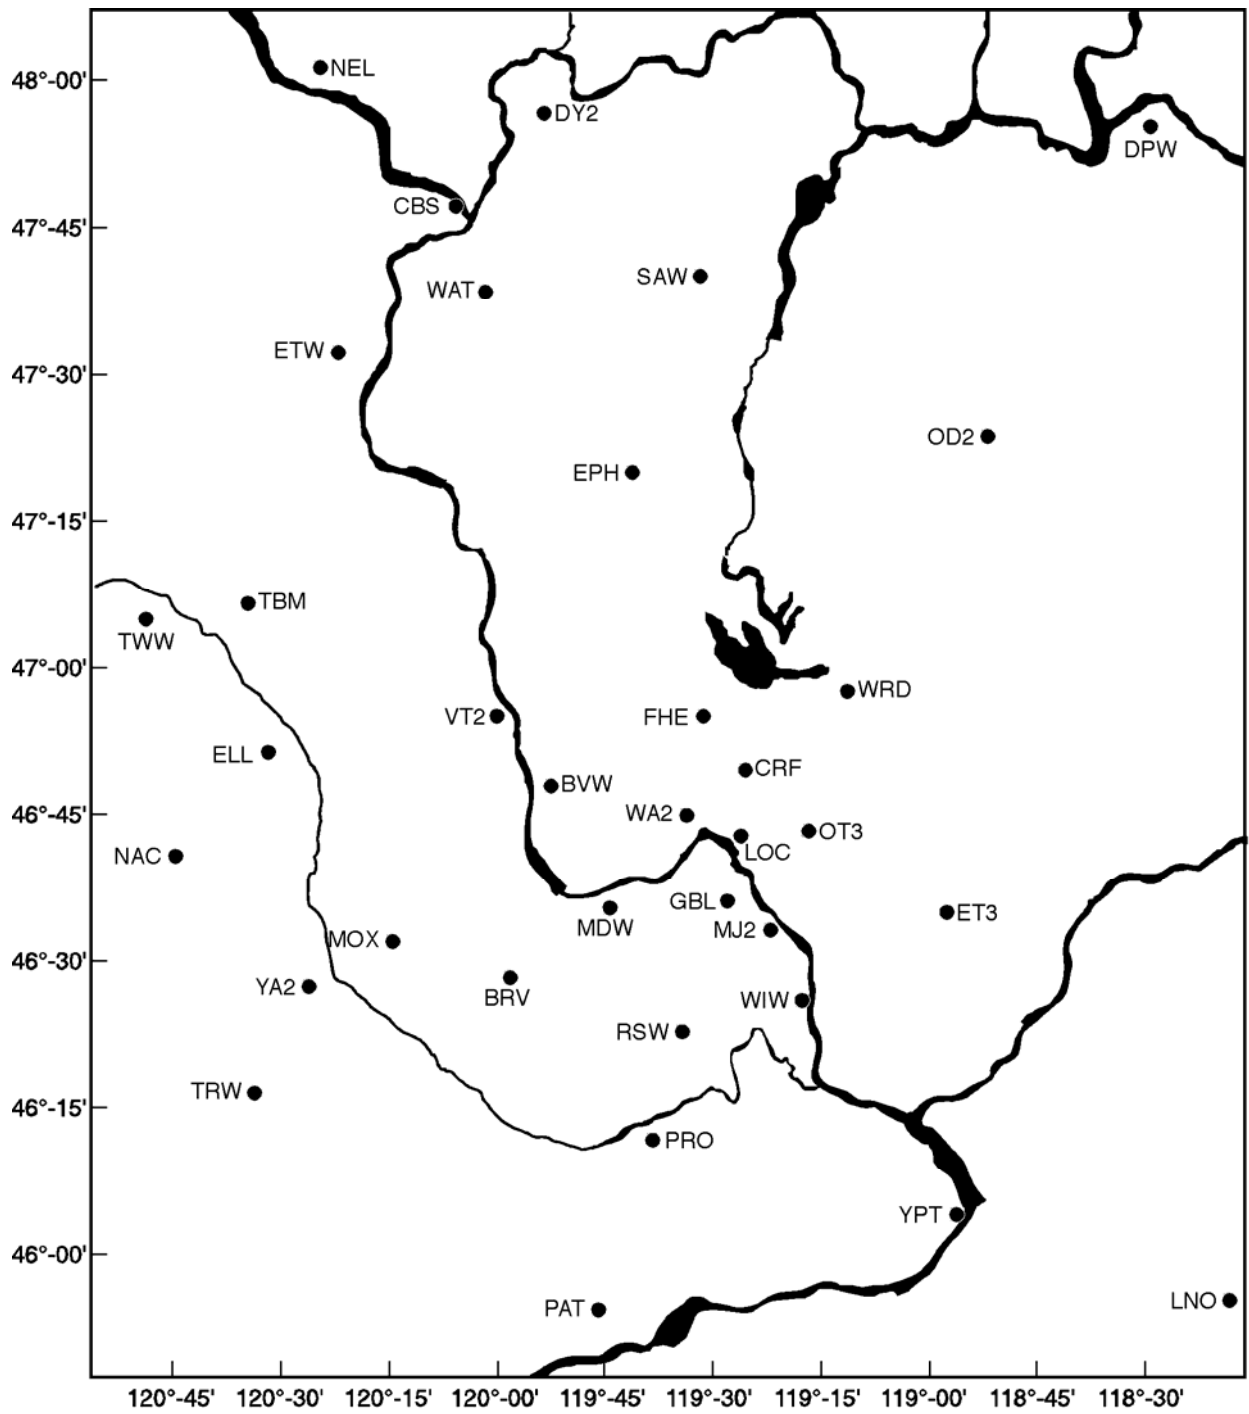 48°-00'
NEL
DY2
DPW
CBS
47°-45'
SAW
WAT
ETW
47°-30'
OD2
EPH
47°-15'
TBM
TWW
47°-00'
WRD
VT2
FHE
ELL
CRF
BVW
46°-45'
WA2
OT3
LOC
NAC
GBL
ET3
MDW
MJ2
MOX
46°-30'
YA2
BRV
WIW
RSW
TRW
46°-15'
PRO
YPT
46°-00'
LNO
PAT
120°-45' 120°-30' 120°-15' 120°-00' 119°-45' 119°-30' 119°-15' 119°-00' 118°-45' 118°-30'